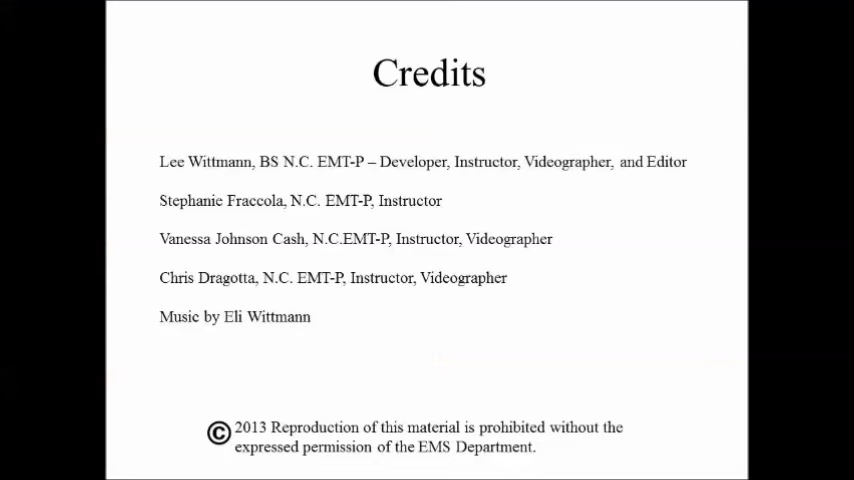 Credits
Lee Wittmann, BS N.C. EMT-P – Developer, Instructor, Videographer, and Editor
Stephanie Fraccola, N.C. EMT-P, Instructor
Vanessa Johnson Cash, N.C.EMT-P, Instructor, Videographer
Chris Dragotta, N.C. EMT-P, Instructor, Videographer
Music by Eli Wittmann
© 2013 Reproduction of this material is prohibited without the
expressed permission of the EMS Department.